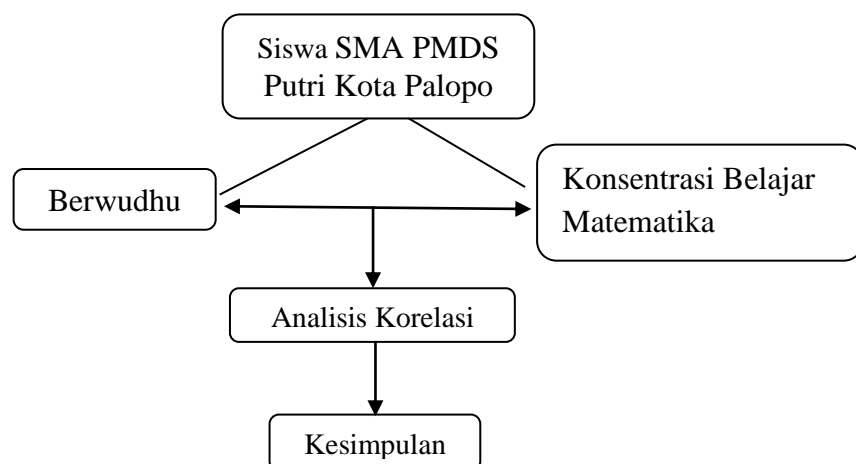 Siswa SMA PMDS
Putri Kota Palopo
Berwudhu
Konsentrasi Belajar
Matematika
Analisis Korelasi
Kesimpulan